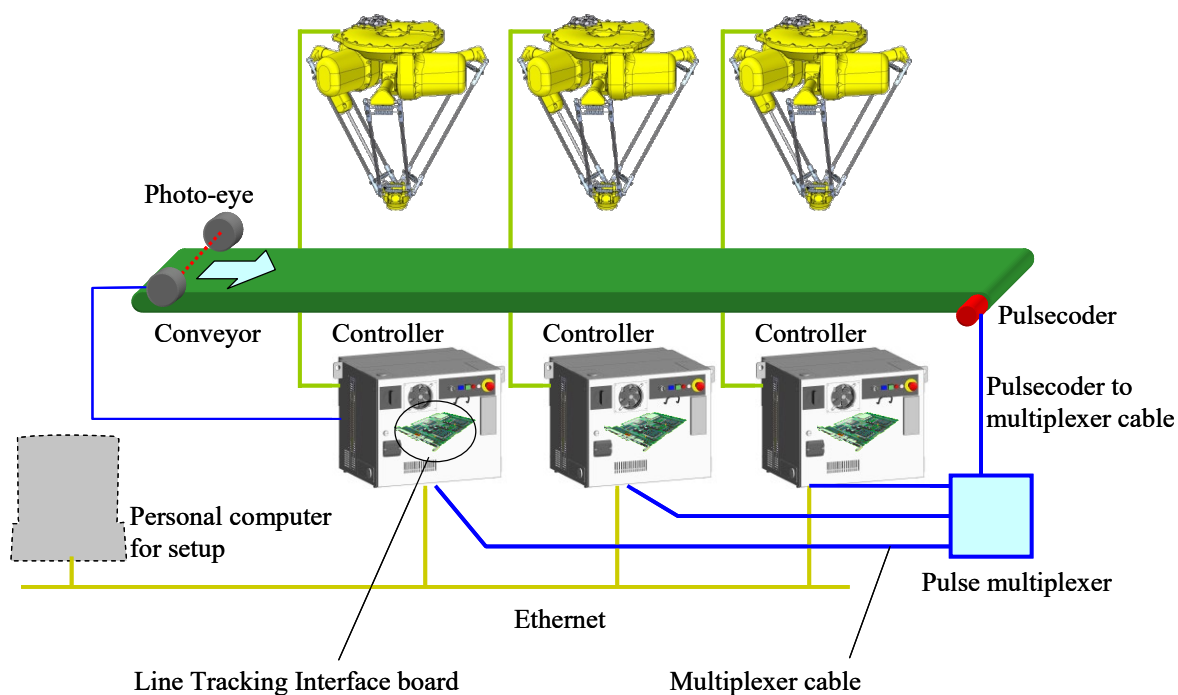 Photo-eye
Conveyor
Controller
Controller
Controller
Pulsecoder
Pulsecoder to
multiplexer cable
Personal computer
for setup
Pulse multiplexer
Ethernet
Line Tracking Interface board
Multiplexer cable